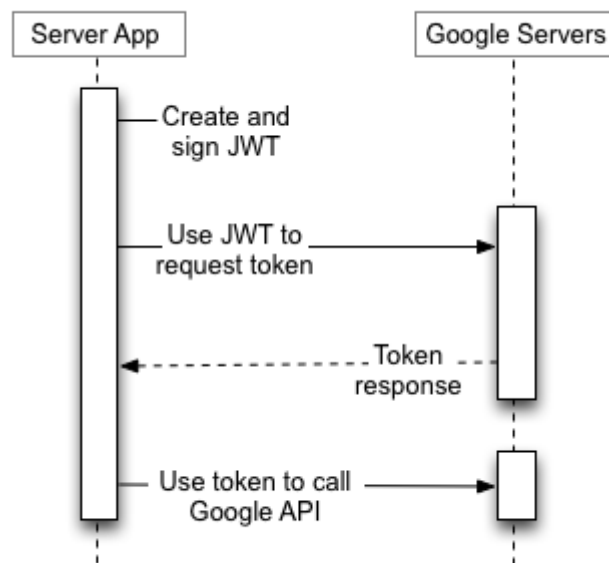 Server App
Google Servers
Create and
sign JWT
Use JWT to
request token
Token
response
Use token to call
Google API